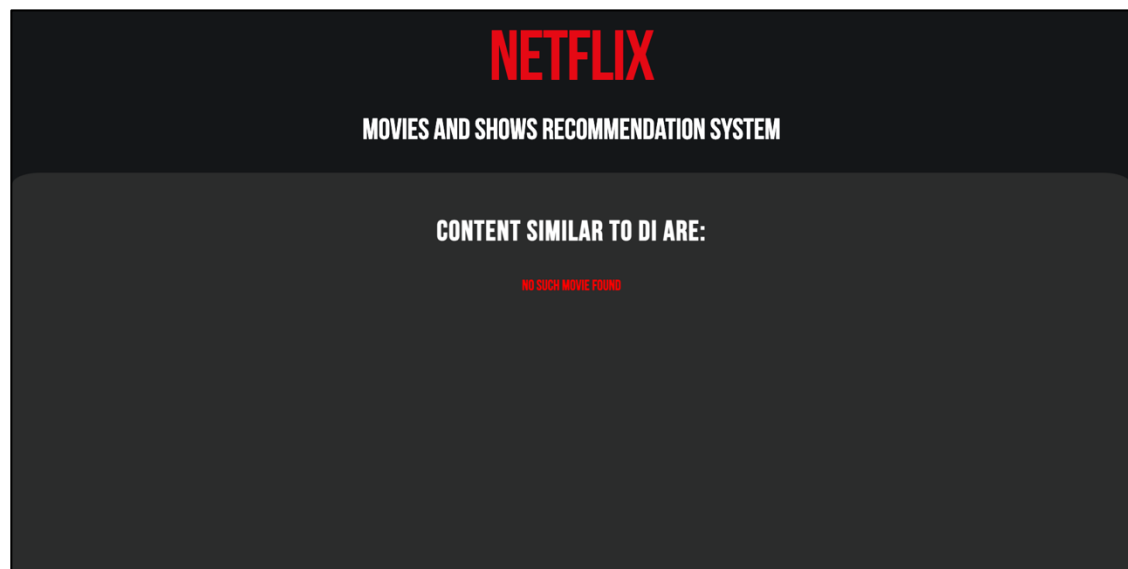 NETFLIX
MOVIES AND SHOWS RECOMMENDATION SYSTEM
CONTENT SIMILAR TO DI ARE:
NO SUCH MOVIE FOUND